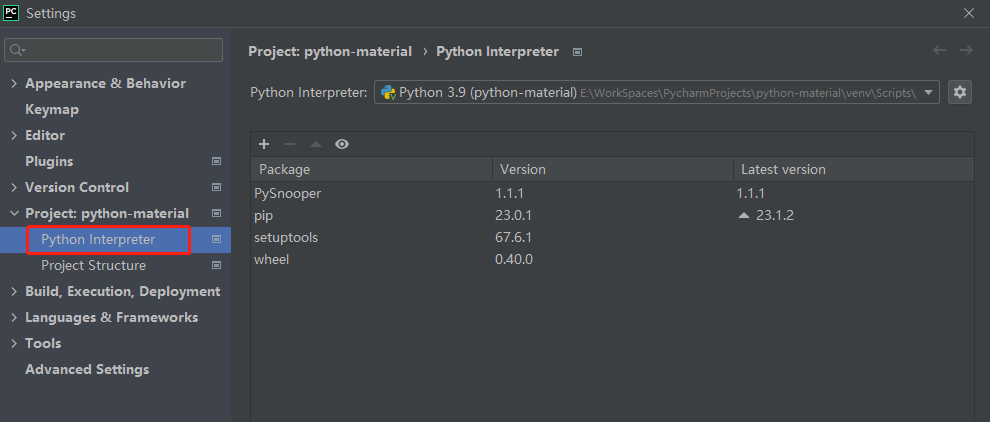 PC Settings
Project: python-material › Python Interpreter
Appearance & Behavior
Keymap
Editor
Plugins
Version Control
Project: python-material
Python Interpreter
Project Structure
Build, Execution, Deployment
Languages & Frameworks
Tools
Advanced Settings
Python Interpreter: Python 3.9 (python-material) E:\WorkSpaces\PycharmProjects\python-material\venv\Scripts\
Package Version Latest version
PySnooper 1.1.1 1.1.1
pip 23.0.1 23.1.2
setuptools 67.6.1
wheel 0.40.0